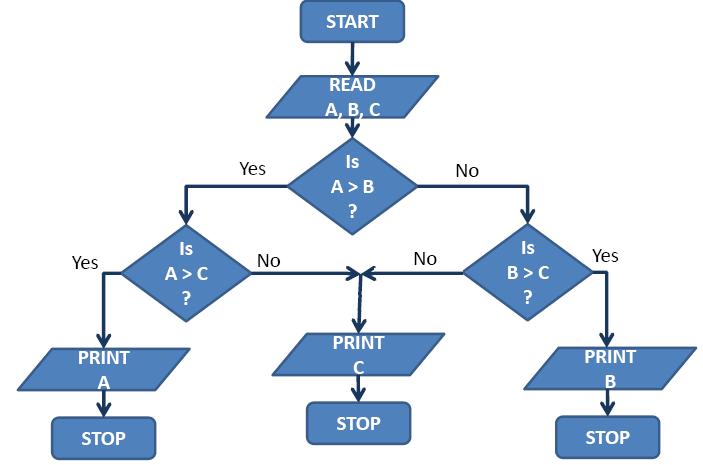 START
READ
A, B, C
Is
A > B
?
Yes
No
Is
A > C
?
Yes
No
Is
B > C
?
No
Yes
PRINT
A
PRINT
C
PRINT
B
STOP
STOP
STOP